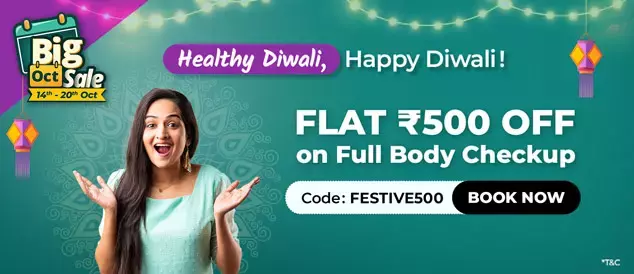 Big
Oct
Sale
14th - 20th Oct
Healthy Diwali, Happy Diwali!
FLAT ₹500 OFF
on Full Body Checkup
Code: FESTIVE500
BOOK NOW
*T&C